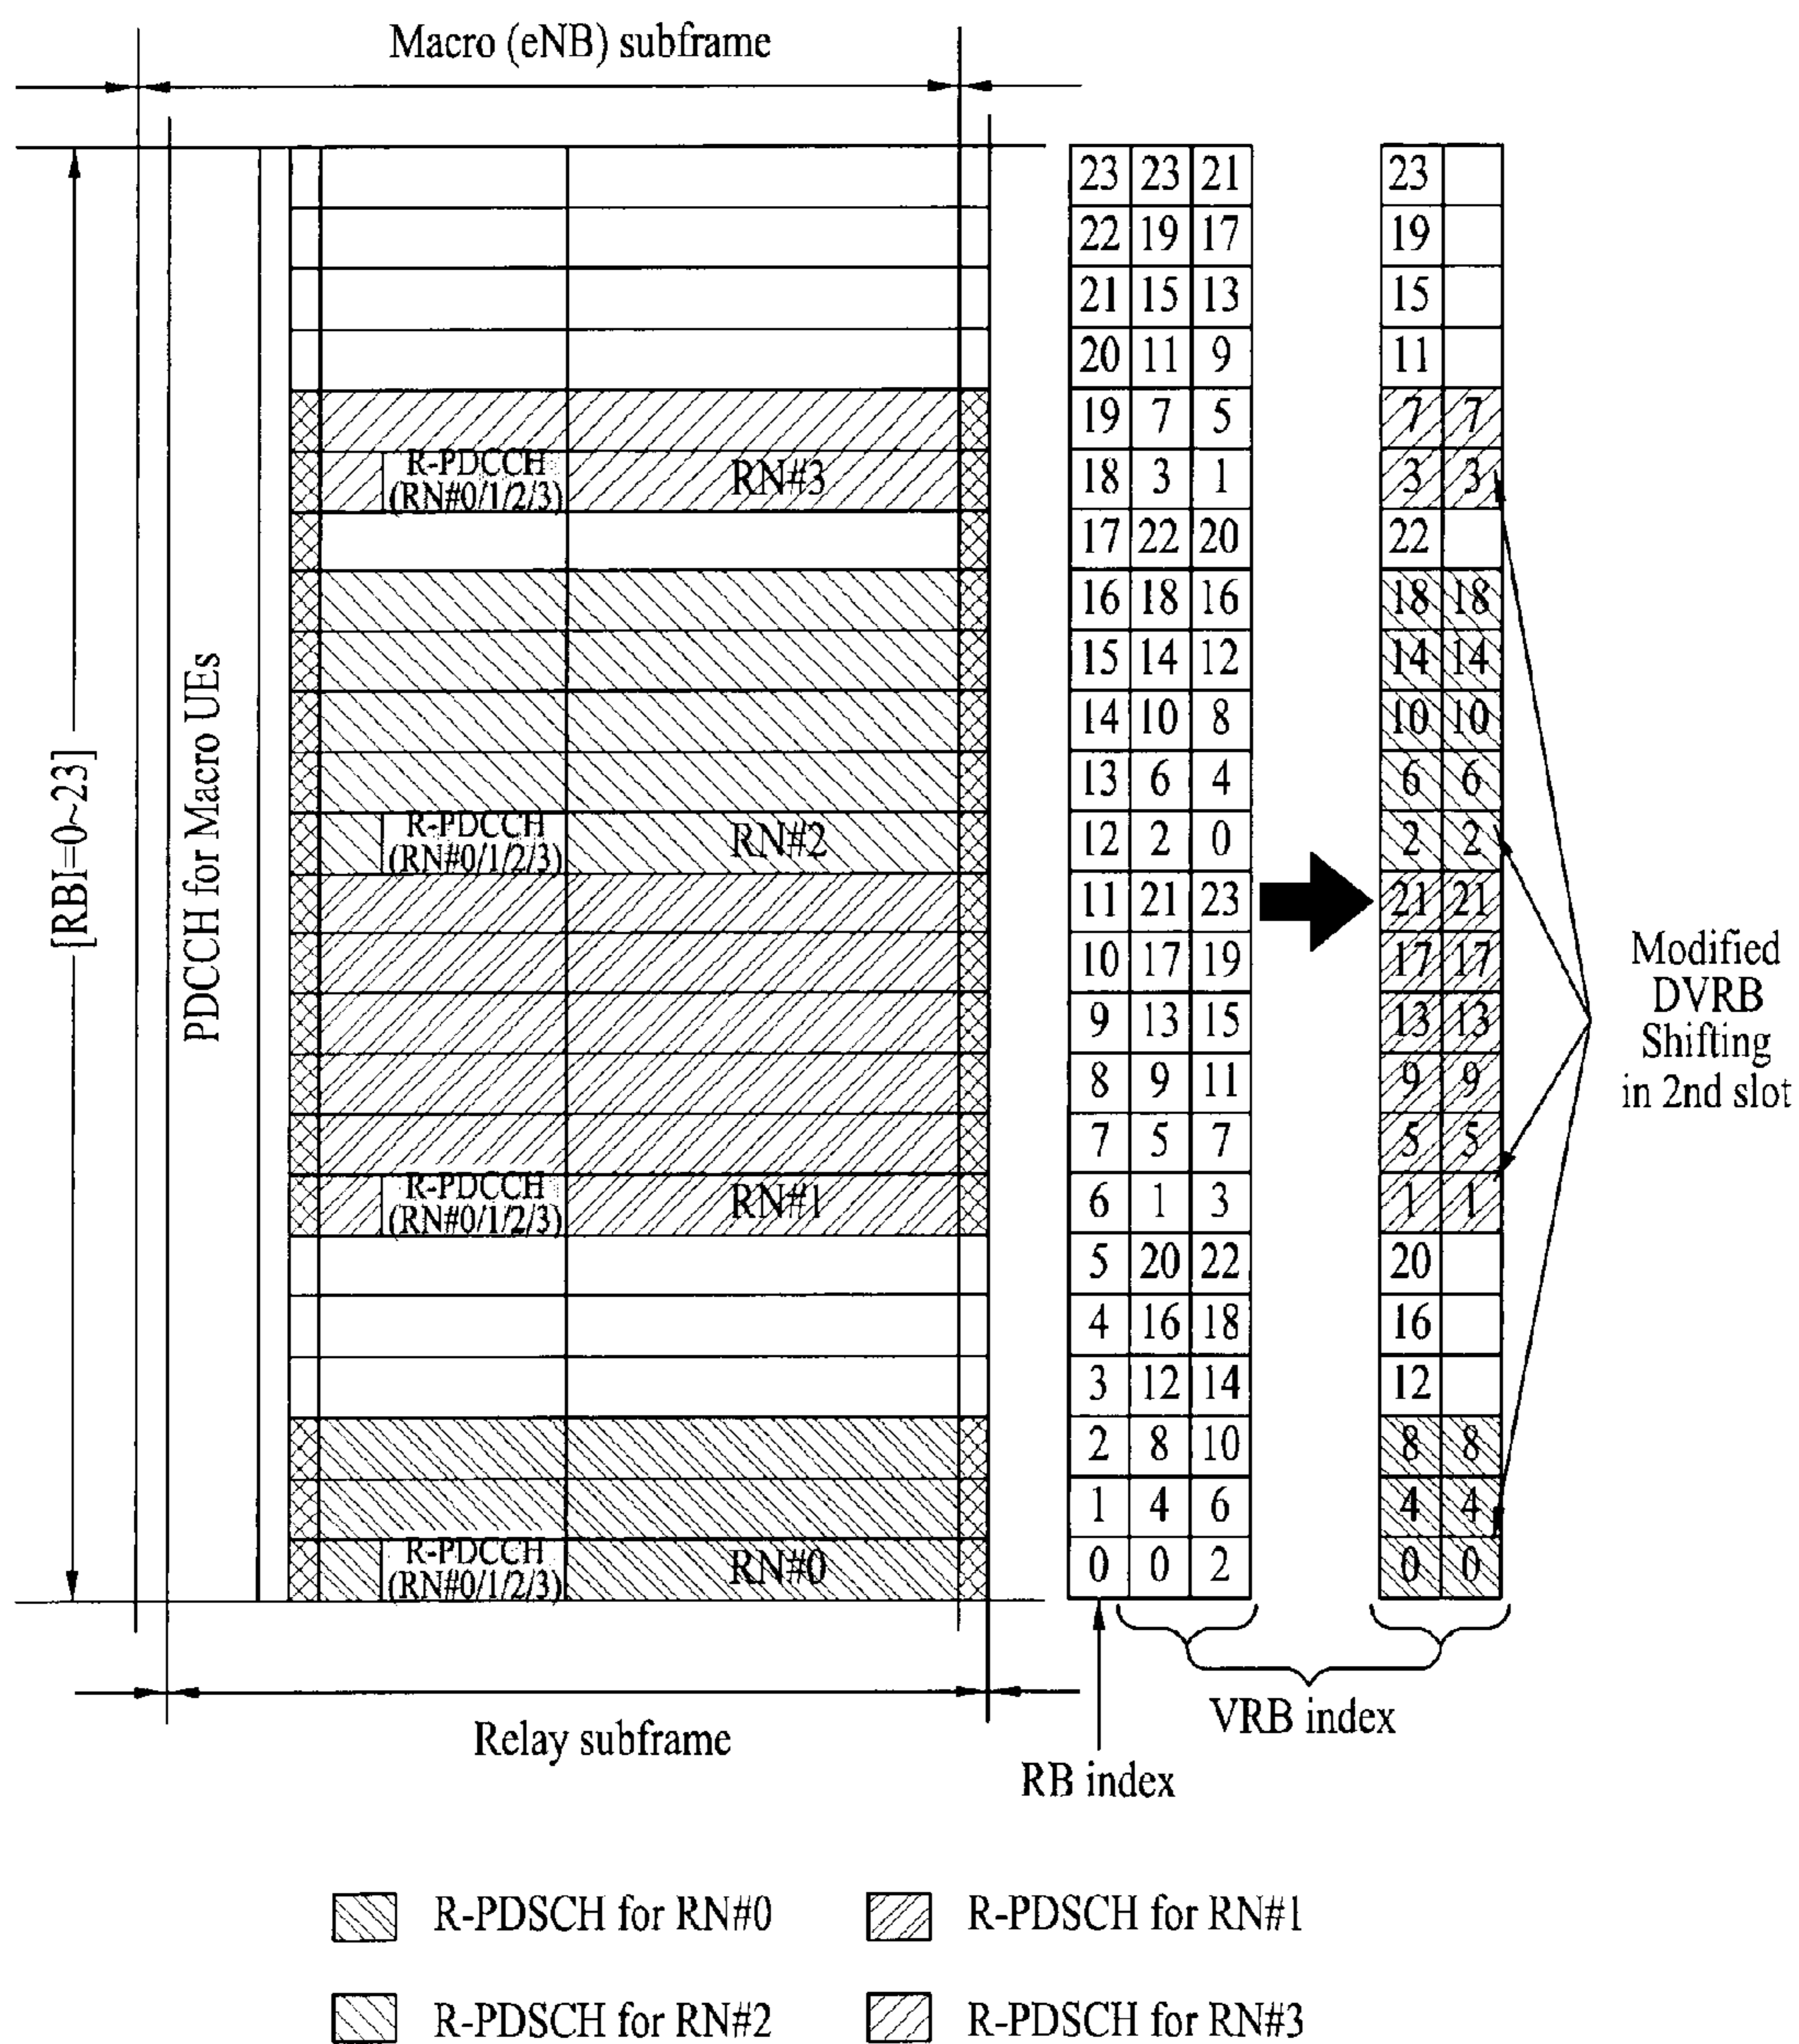 Macro (eNB) subframe
[RBI=0~23]
PDCCH for Macro UEs
R-PDCCH
(RN#0/1/2/3)
RN#3
R-PDCCH
(RN#0/1/2/3)
RN#2
R-PDCCH
(RN#0/1/2/3)
RN#1
R-PDCCH
(RN#0/1/2/3)
RN#0
23 23 21 23
22 19 17 19
21 15 13 15
20 11 9 11
19 7 5 7 7
18 3 1 3 3
17 22 20 22
16 18 16 18 18
15 14 12 14 14
14 10 8 10 10
13 6 4 6 6
12 2 0 2 2
11 21 23 21 21
10 17 19 17 17
9 13 15 13 13
8 9 11 9 9
7 5 7 5 5
6 1 3 1 1
5 20 22 20
4 16 18 16
3 12 14 12
2 8 10 8 8
1 4 6 4 4
0 0 2 0 0
Modified
DVRB
Shifting
in 2nd slot
Relay subframe
VRB index
RB index
R-PDSCH for RN#0
R-PDSCH for RN#1
R-PDSCH for RN#2
R-PDSCH for RN#3